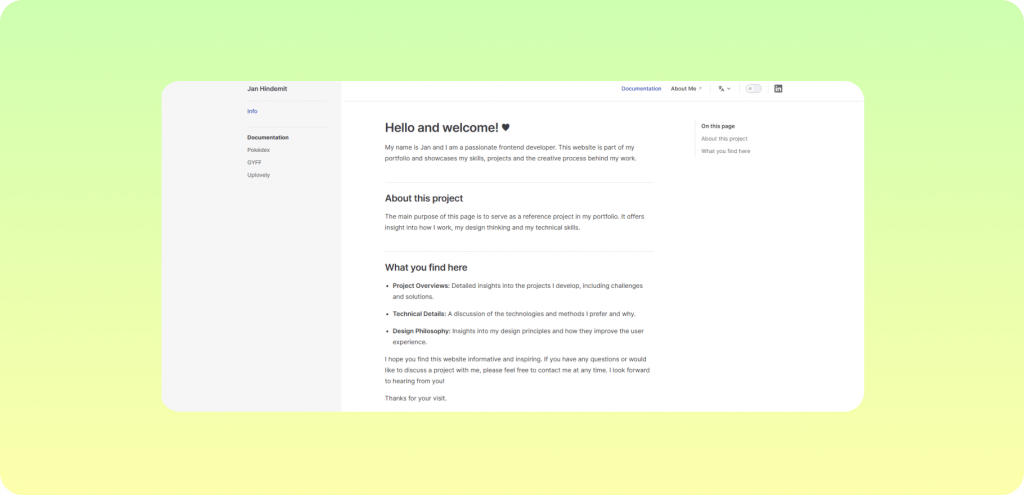 Jan Hindemit
Info
Documentation
Pokédex
GYFF
Uplovely
Documentation About Me
Hello and welcome! ♥
My name is Jan and I am a passionate frontend developer. This website is part of my
portfolio and showcases my skills, projects and the creative process behind my work.
About this project
The main purpose of this page is to serve as a reference project in my portfolio. It offers
insight into how I work, my design thinking and my technical skills.
What you find here
• Project Overviews: Detailed insights into the projects I develop, including challenges
and solutions.
• Technical Details: A discussion of the technologies and methods I prefer and why.
• Design Philosophy: Insights into my design principles and how they improve the user
experience.
I hope you find this website informative and inspiring. If you have any questions or would
like to discuss a project with me, please feel free to contact me at any time. I look forward
to hearing from you!
Thanks for your visit.
On this page
About this project
What you find here